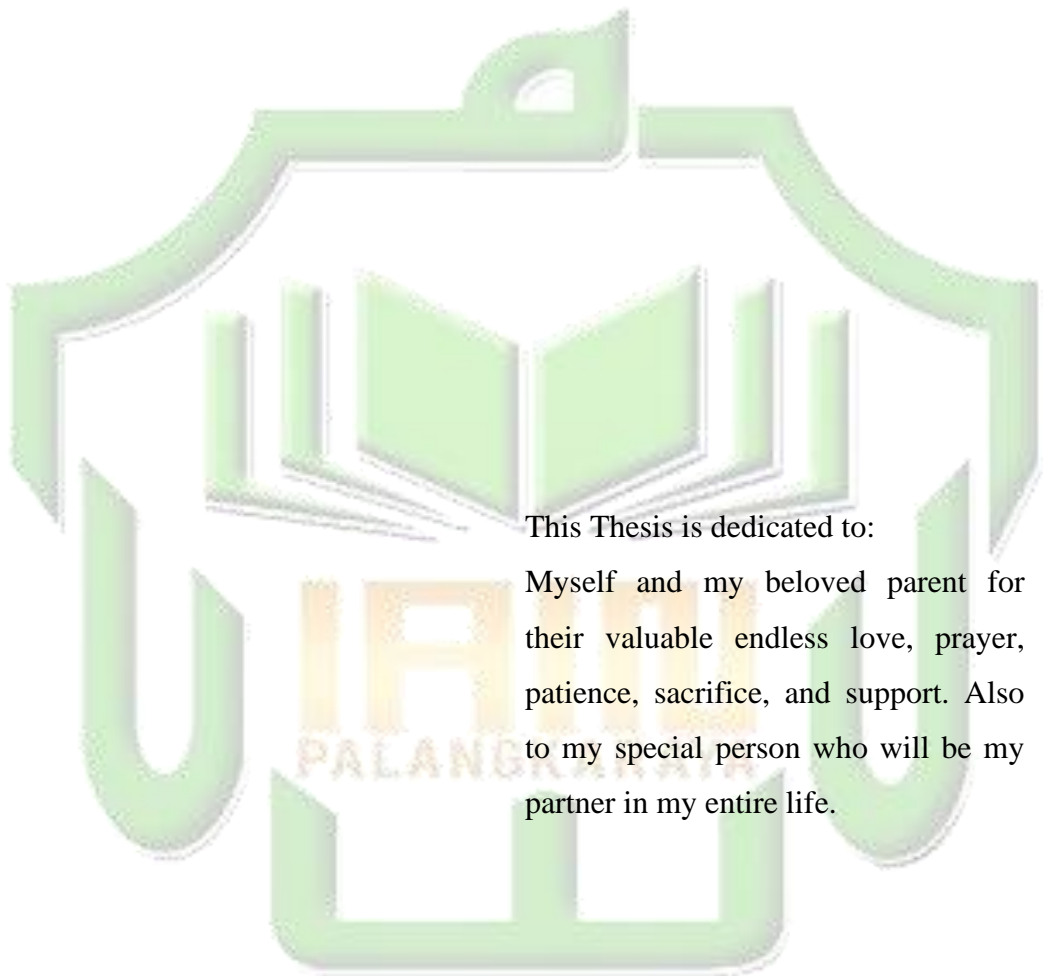 This Thesis is dedicated to:
Myself and my beloved parent for
their valuable endless love, prayer,
patience, sacrifice, and support. Also
to my special person who will be my
partner in my entire life.
IAIN
PALANGKARAYA